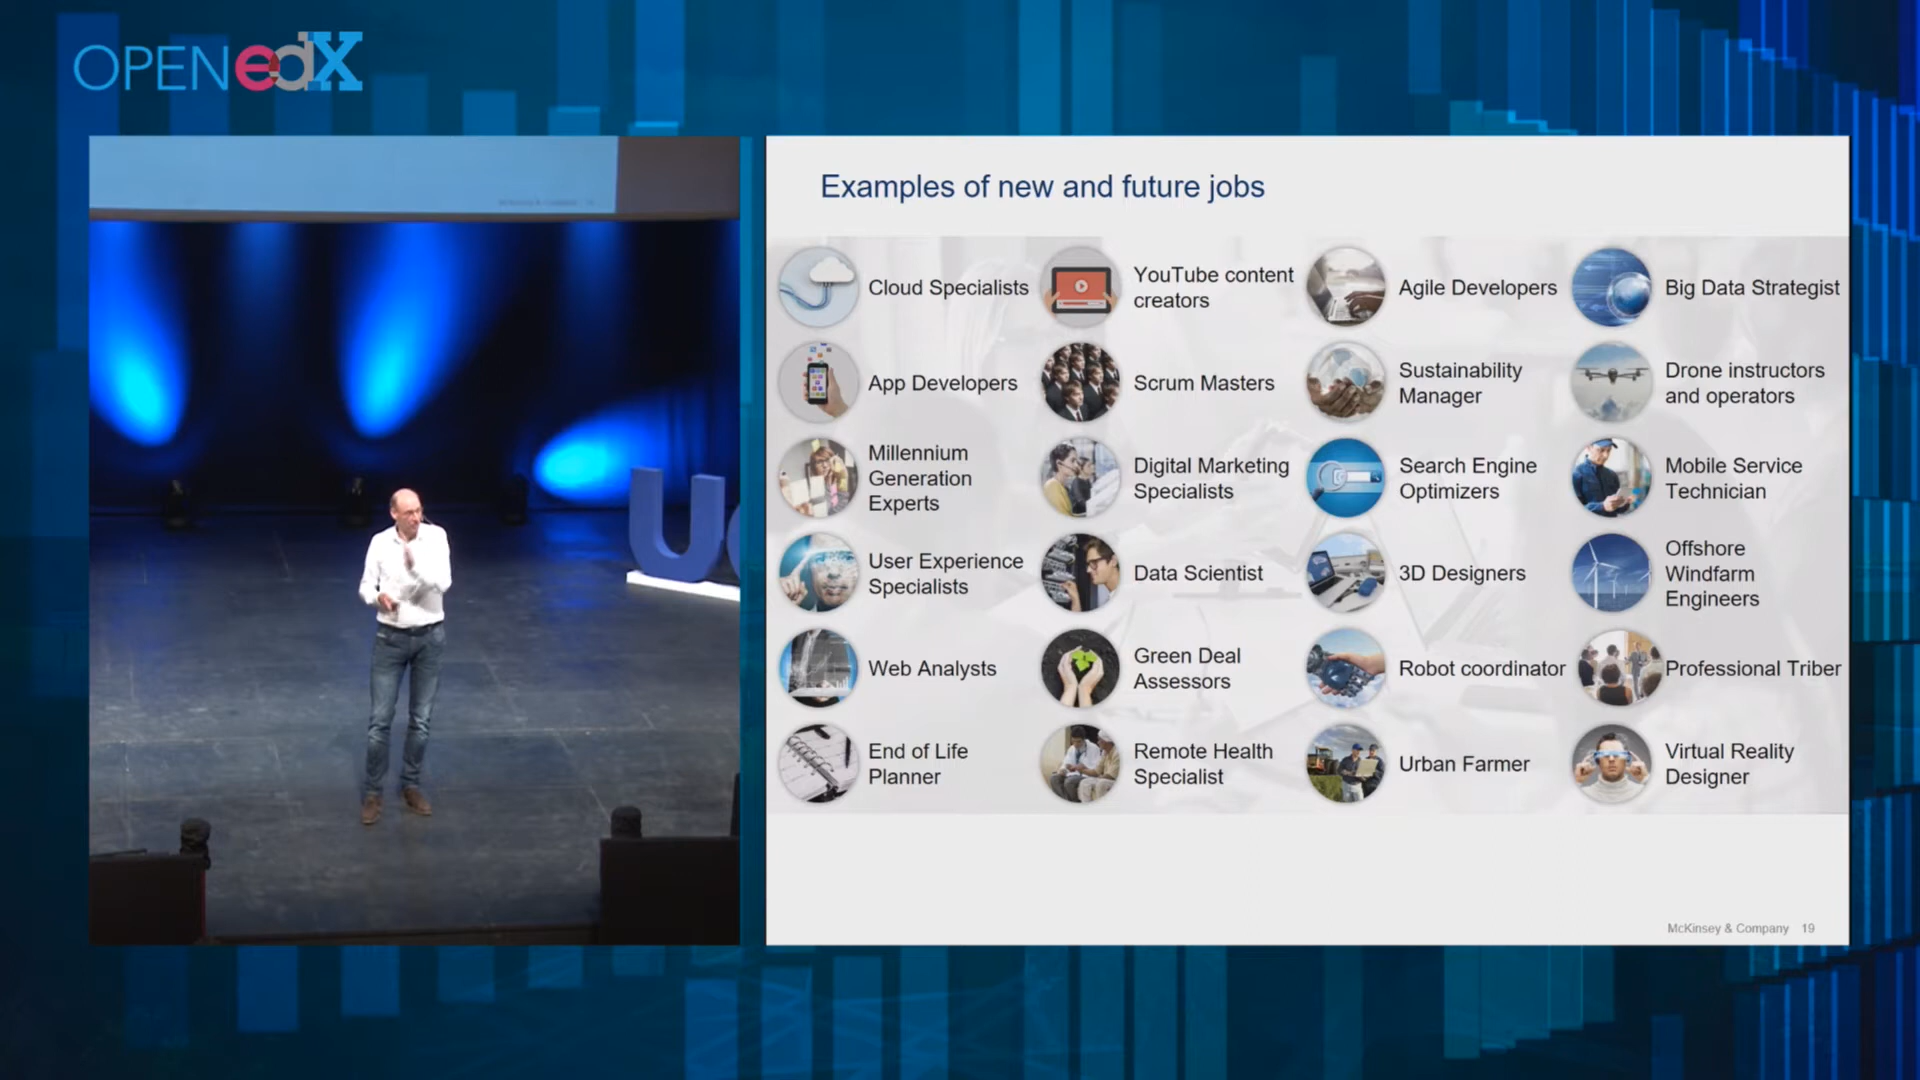 OPEN edX
Examples of new and future jobs
Cloud Specialists
YouTube content
creators
Agile Developers
Big Data Strategist
App Developers
Scrum Masters
Sustainability
Manager
Drone instructors
and operators
Millennium
Generation
Experts
Digital Marketing
Specialists
Search Engine
Optimizers
Mobile Service
Technician
User Experience
Specialists
Data Scientist
3D Designers
Offshore
Windfarm
Engineers
Web Analysts
Green Deal
Assessors
Robot coordinator
Professional Triber
End of Life
Planner
Remote Health
Specialist
Urban Farmer
Virtual Reality
Designer
McKinsey & Company 19